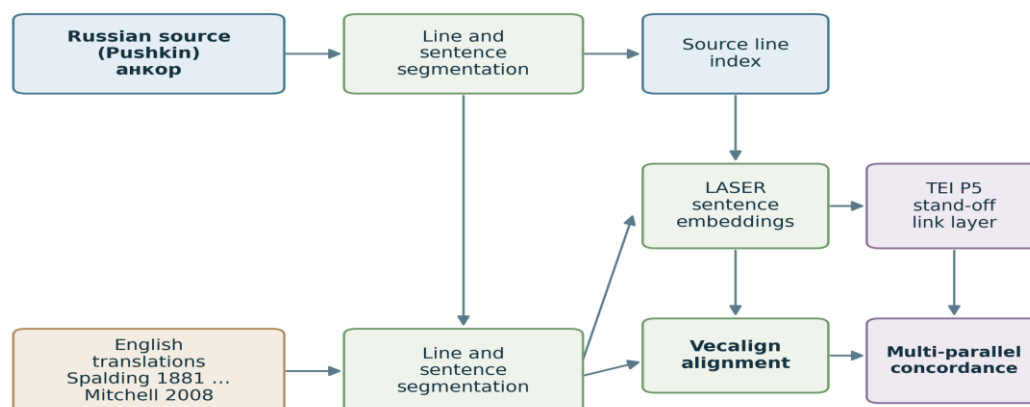 Russian source
(Pushkin)
анкор
Line and
sentence
segmentation
Source line
index
LASER
sentence
embeddings
TEI P5
stand-off
link layer
English
translations
Spalding 1881 …
Mitchell 2008
Line and
sentence
segmentation
Vecalign
alignment
Multi-parallel
concordance